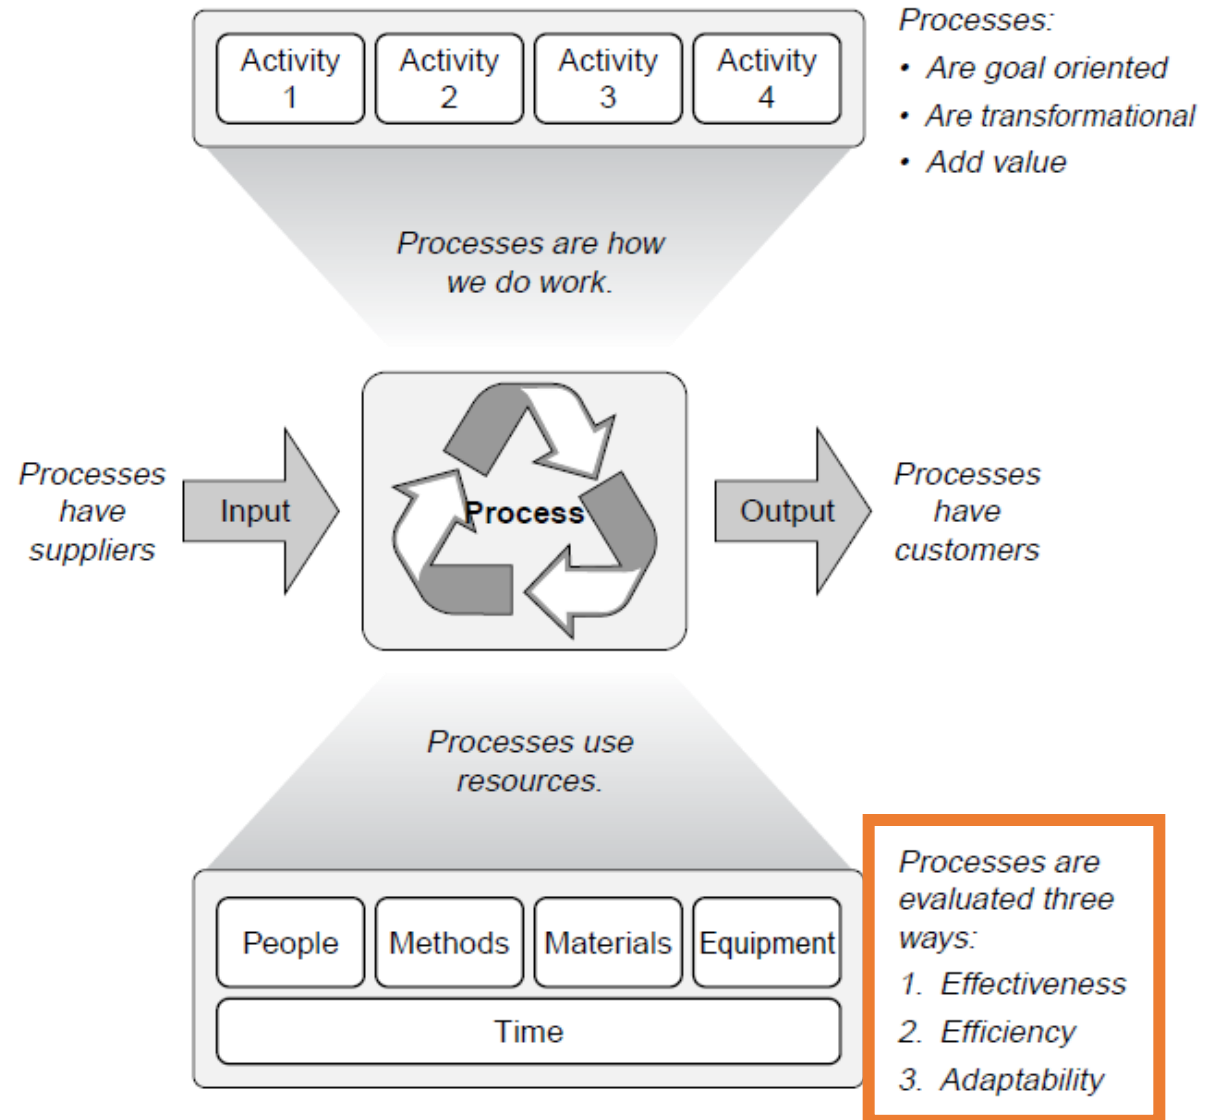 Activity
1
Activity
2
Activity
3
Activity
4
Processes:
• Are goal oriented
• Are transformational
• Add value
Processes are how
we do work.
Processes
have
suppliers
Input
Process
Output
Processes
have
customers
Processes use
resources.
People
Methods
Materials
Equipment
Time
Processes are
evaluated three
ways:
1. Effectiveness
2. Efficiency
3. Adaptability